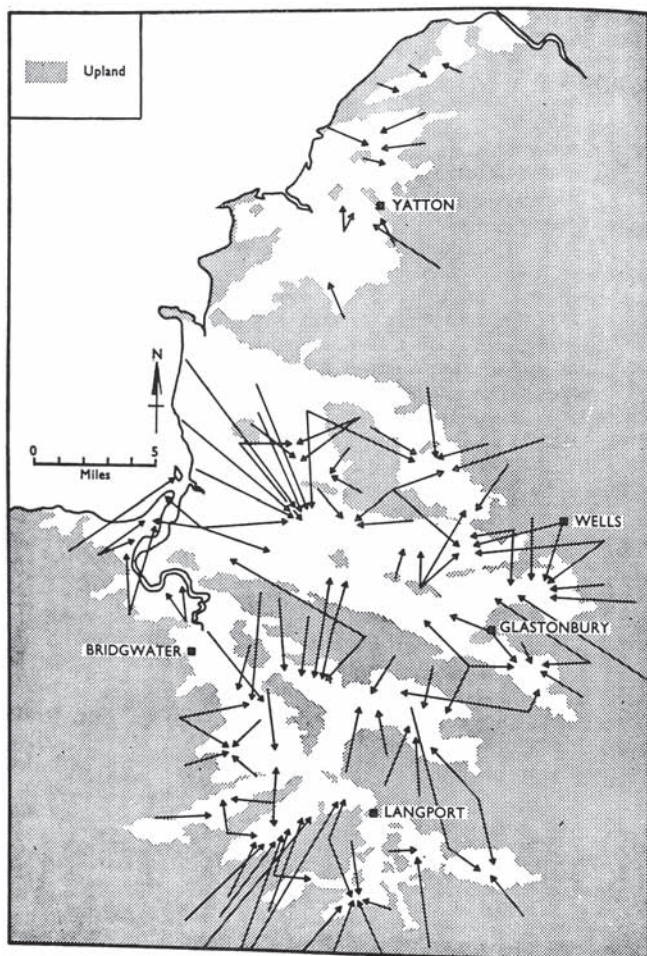 Upland
YATTON
N
0 5
Miles
WELLS
GLASTONBURY
BRIDGWATER
LANGPORT